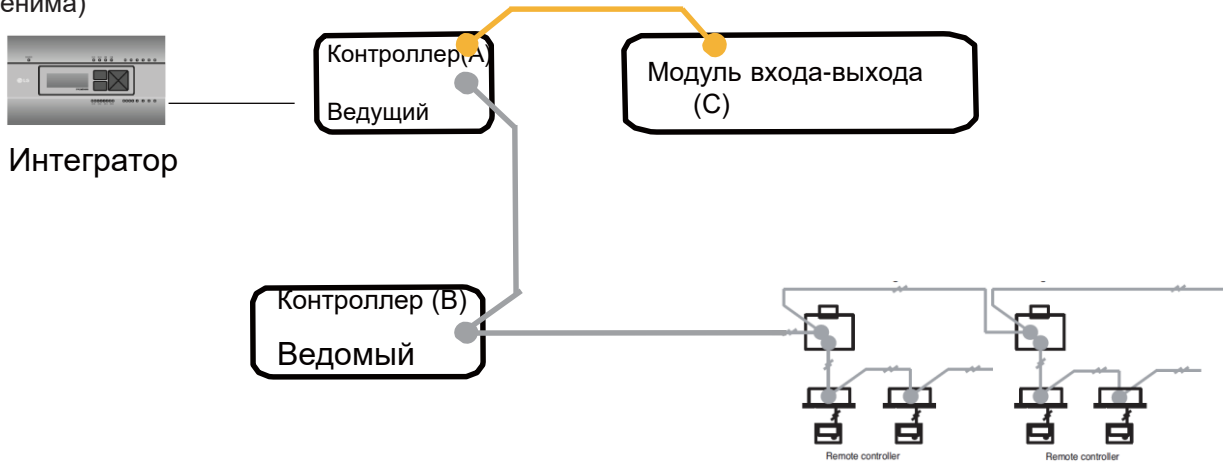 енима)
Контроллер(А)
Ведущий
Модуль входа-выхода
(С)
Интегратор
Контроллер (В)
Ведомый
Remote controller
Remote controller